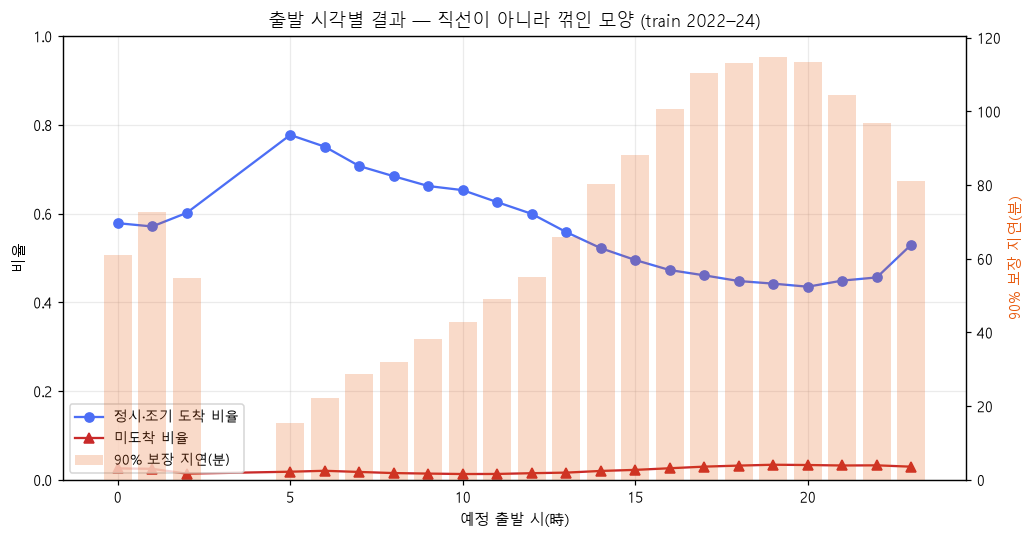 출발 시각별 결과 — 직선이 아니라 꺾인 모양 (train 2022–24)
1.0
0.8
0.6
0.4
0.2
0.0
비율
120
100
80
60
40
20
0
90% 보장 지연(분)
정시·조기 도착 비율
미도착 비율
90% 보장 지연(분)
0
5
10
15
20
예정 출발 시(時)